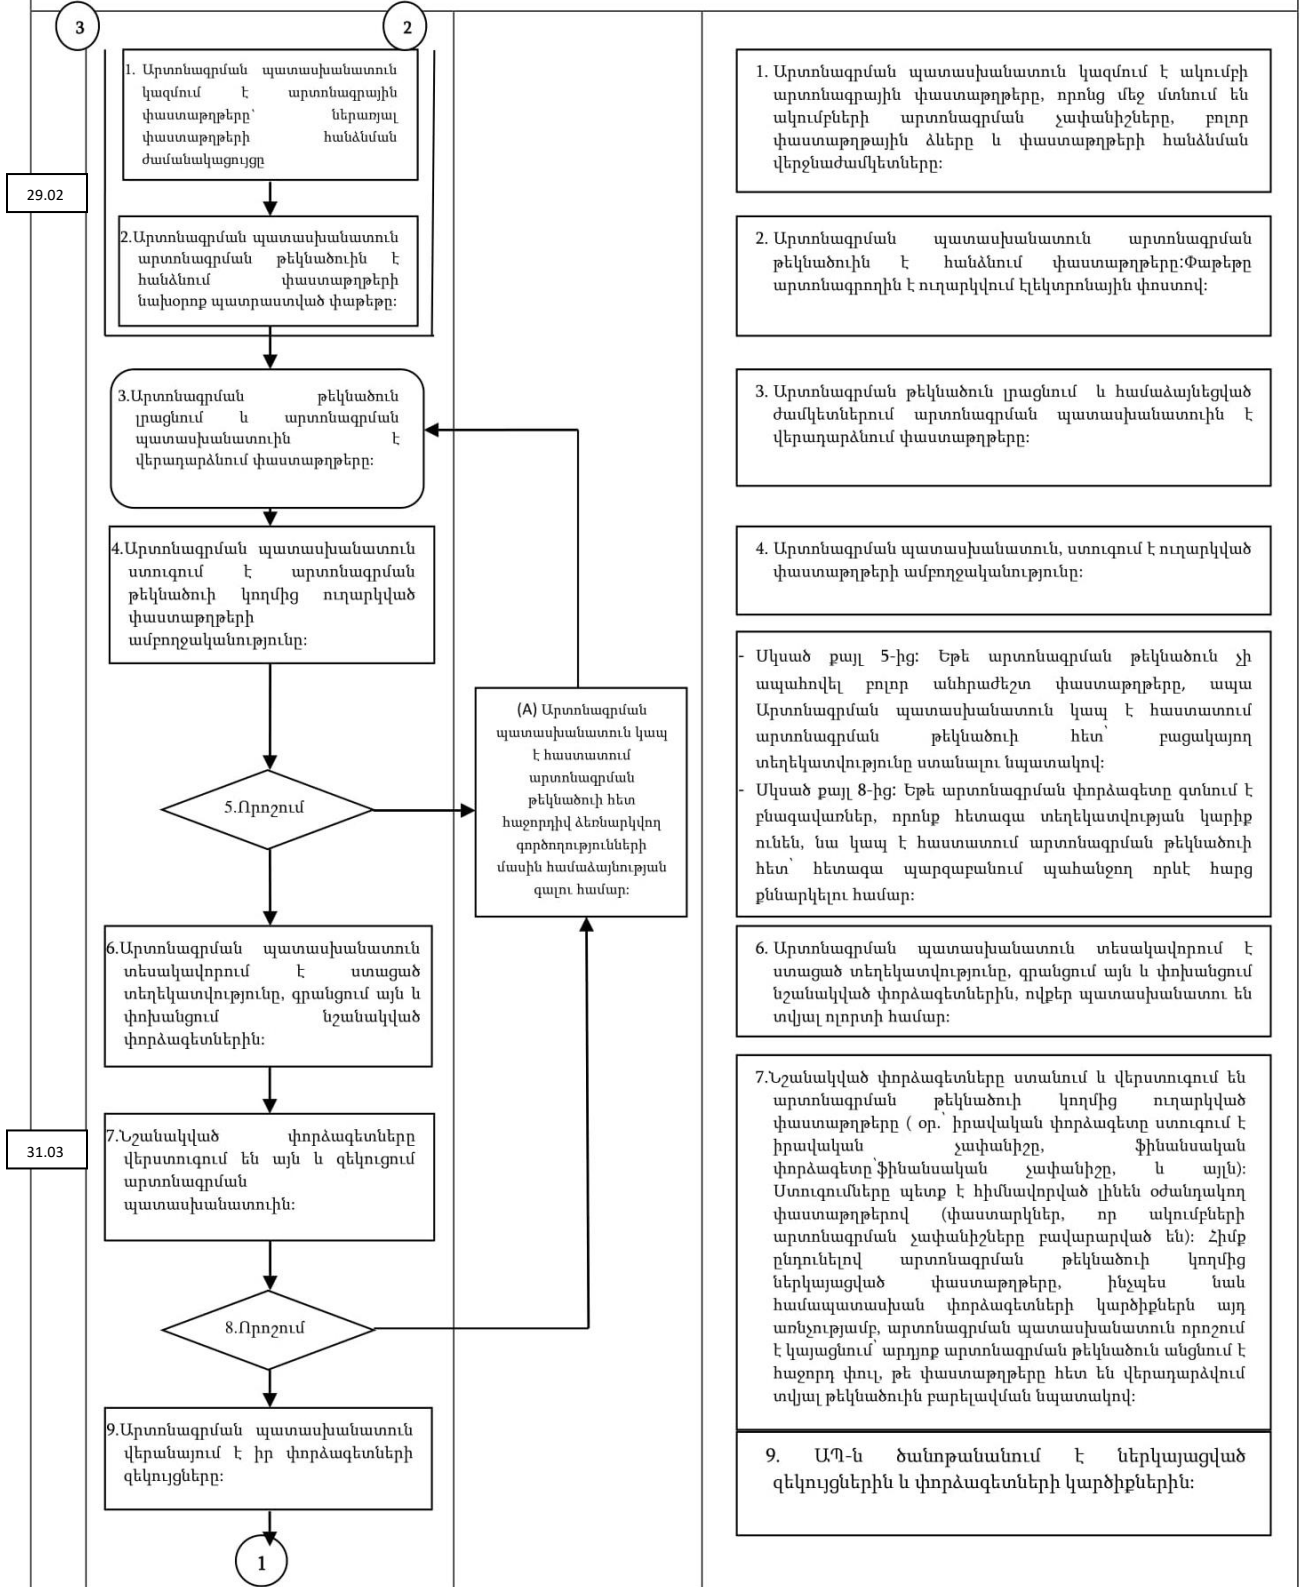 3
2
1. Արտոնագրման պատասխանատուն
կազմում է արտոնագրային
փաստաթղթերը՝ ներառյալ
փաստաթղթերի հանձնման
ժամանակացույցը
29.02
2.Արտոնագրման պատասխանատուն
արտոնագրման թեկնածուին է
հանձնում փաստաթղթերի
նախօրոք պատրաստված փաթեթը:
3.Արտոնագրման թեկնածուն
լրացնում և արտոնագրման
պատասխանատուին է
վերադարձնում փաստաթղթերը:
4.Արտոնագրման պատասխանատուն
ստուգում է արտոնագրման
թեկնածուի կողմից ուղարկված
փաստաթղթերի
ամբողջականությունը:
5.Որոշում
(A) Արտոնագրման
պատասխանատուն կապ
է հաստատում
արտոնագրման
թեկնածուի հետ
հաջորդիվ ձեռնարկվող
գործողությունների
մասին համաձայնության
գալու համար:
6.Արտոնագրման պատասխանատուն
տեսակավորում է ստացած
տեղեկատվությունը, գրանցում այն և
փոխանցում նշանակված
փորձագետներին:
31.03
7.Նշանակված փորձագետները
վերստուգում են այն և զեկուցում
արտոնագրման
պատասխանատուին:
8.Որոշում
9.Արտոնագրման պատասխանատուն
վերանայում է իր փորձագետների
զեկույցները:
1
1. Արտոնագրման պատասխանատուն կազմում է ակումբի
արտոնագրային փաստաթղթերը, որոնց մեջ մտնում են
ակումբների արտոնագրման չափանիշները, բոլոր
փաստաթղթային ձևերը և փաստաթղթերի հանձնման
վերջնաժամկետները:
2. Արտոնագրման պատասխանատուն արտոնագրման
թեկնածուին է հանձնում փաստաթղթերը:Փաթեթը
արտոնագրողին է ուղարկվում էլեկտրոնային փոստով:
3. Արտոնագրման թեկնածուն լրացնում և համաձայնեցված
ժամկետներում արտոնագրման պատասխանատուին է
վերադարձնում փաստաթղթերը:
4. Արտոնագրման պատասխանատուն, ստուգում է ուղարկված
փաստաթղթերի ամբողջականությունը:
- Սկսած քայլ 5-ից: Եթե արտոնագրման թեկնածուն չի
ապահովել բոլոր անհրաժեշտ փաստաթղթերը, ապա
Արտոնագրման պատասխանատուն կապ է հաստատում
արտոնագրման թեկնածուի հետ՝ բացակայող
տեղեկատվությունը ստանալու նպատակով:
- Սկսած քայլ 8-ից: Եթե արտոնագրման փորձագետը գտնում է
բնագավառներ, որոնք հետագա տեղեկատվության կարիք
ունեն, նա կապ է հաստատում արտոնագրման թեկնածուի
հետ՝ հետագա պարզաբանում պահանջող որևէ հարց
քննարկելու համար:
6. Արտոնագրման պատասխանատուն տեսակավորում է
ստացած տեղեկատվությունը, գրանցում այն և փոխանցում
նշանակված փորձագետներին, ովքեր պատասխանատու են
տվյալ ոլորտի համար:
7.Նշանակված փորձագետները ստանում և վերստուգում են
արտոնագրման թեկնածուի կողմից ուղարկված
փաստաթղթերը ( օր.՝ իրավական փորձագետը ստուգում է
իրավական չափանիշը, ֆինանսական
փորձագետը՝ֆինանսական չափանիշը, և այլն):
Ստուգումները պետք է հիմնավորված լինեն օժանդակող
փաստաթղթերով (փաստարկներ, որ ակումբների
արտոնագրման չափանիշները բավարարված են): Հիմք
ընդունելով արտոնագրման թեկնածուի կողմից
ներկայացված փաստաթղթերը, ինչպես նաև
համապատասխան փորձագետների կարծիքներն այդ
առնչությամբ, արտոնագրման պատասխանատուն որոշում
է կայացնում՝ արդյոք արտոնագրման թեկնածուն անցնում է
հաջորդ փուլ, թե փաստաթղթերը հետ են վերադարձվում
տվյալ թեկնածուին բարելավման նպատակով:
9. ԱՊ-ն ծանոթանանում է ներկայացված
զեկույցներին և փորձագետների կարծիքներին: